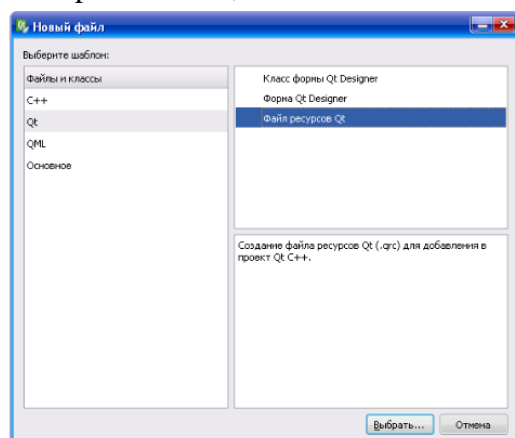 Новый файл
Выберите шаблон:
Файлы и классы
C++
Qt
QML
Основное
Класс формы Qt Designer
Форма Qt Designer
Файл ресурсов Qt
Создание файла ресурсов Qt (.qrc) для добавления в
проект Qt C++.
Выбрать...
Отмена